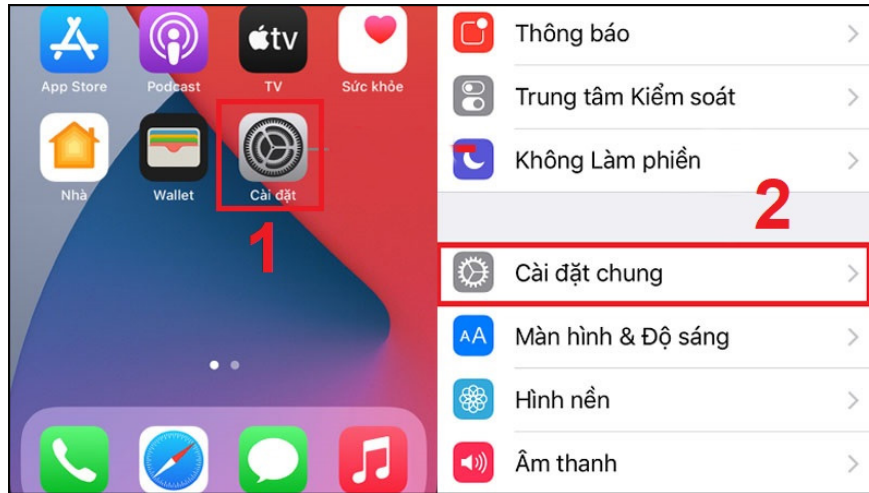 tv
App Store
Podcast
TV
Sức khỏe
Nhà
Wallet
Cài đặt
1
Thông báo
Trung tâm Kiểm soát
Không Làm phiền
2
Cài đặt chung
AA
Màn hình & Độ sáng
Hình nền
Âm thanh